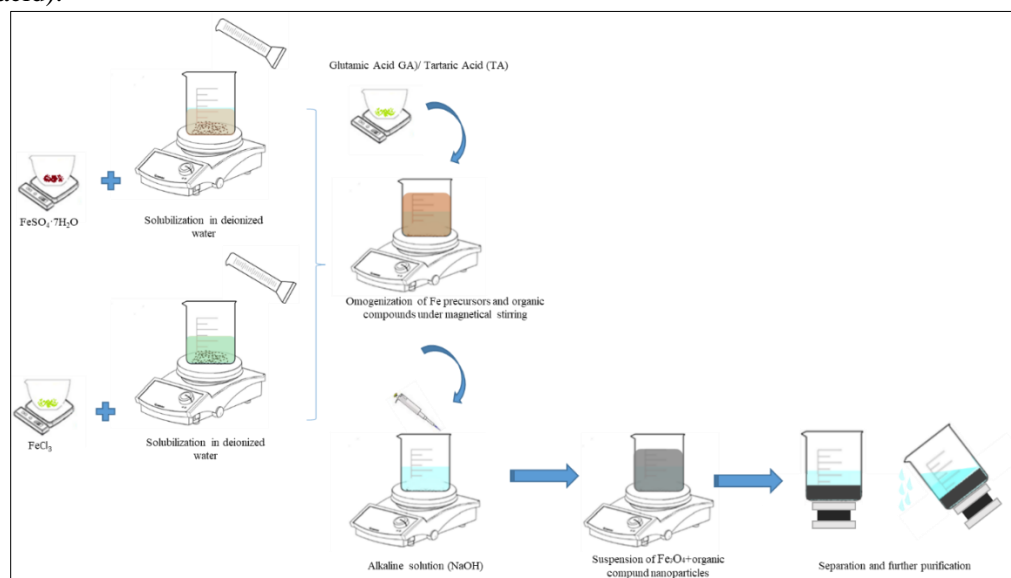 acid).
Glutamic Acid GA)/ Tartaric Acid (TA)
FeSO₄·7H₂O
Solubilization in deionized
water
Omogenization of Fe precursors and organic
compounds under magnetical stirring
FeCl₃
Solubilization in deionized
water
Alkaline solution (NaOH)
Suspension of Fe₃O₄+organic
compund nanoparticles
Separation and further purification